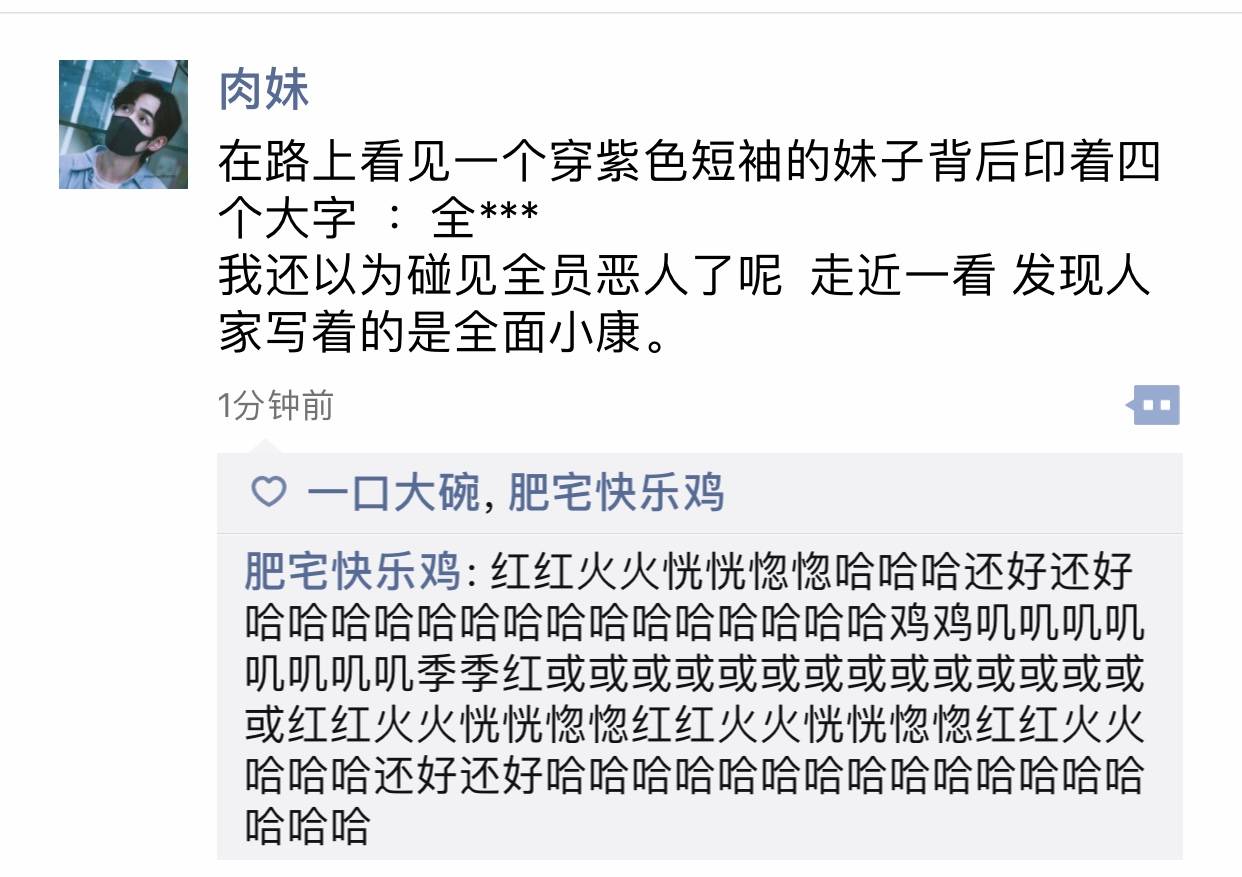 肉妹
在路上看见一个穿紫色短袖的妹子背后印着四
个大字 : 全***
我还以为碰见全员恶人了呢 走近一看 发现人
家写着的是全面小康。
1分钟前
一口大碗, 肥宅快乐鸡
肥宅快乐鸡: 红红火火恍恍惚惚哈哈哈还好还好
哈哈哈哈哈哈哈哈哈哈哈哈哈哈哈鸡鸡叽叽叽叽
叽叽叽叽季季红或或或或或或或或或或或或或或
或红红火火恍恍惚惚红红火火恍恍惚惚红红火火
哈哈哈还好还好哈哈哈哈哈哈哈哈哈哈哈哈哈哈
哈哈哈